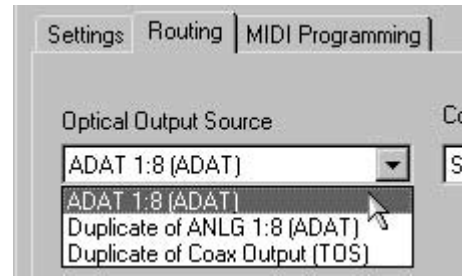 Settings Routing MIDI Programming
Optical Output Source
ADAT 1:8 (ADAT)
ADAT 1:8 (ADAT)
Duplicate of ANLG 1:8 (ADAT)
Duplicate of Coax Output (TOS)